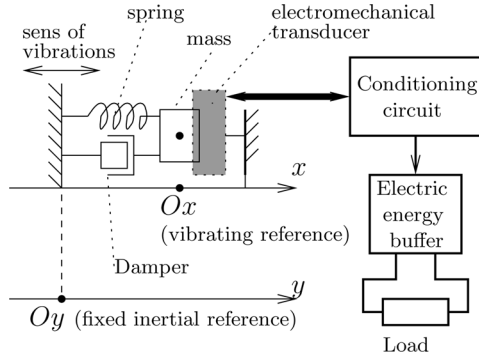 sens of
vibrations
spring
mass
electromechanical
transducer
Conditioning
circuit
x
Ox
(vibrating reference)
Electric
energy
buffer
Damper
y
Oy (fixed inertial reference)
Load